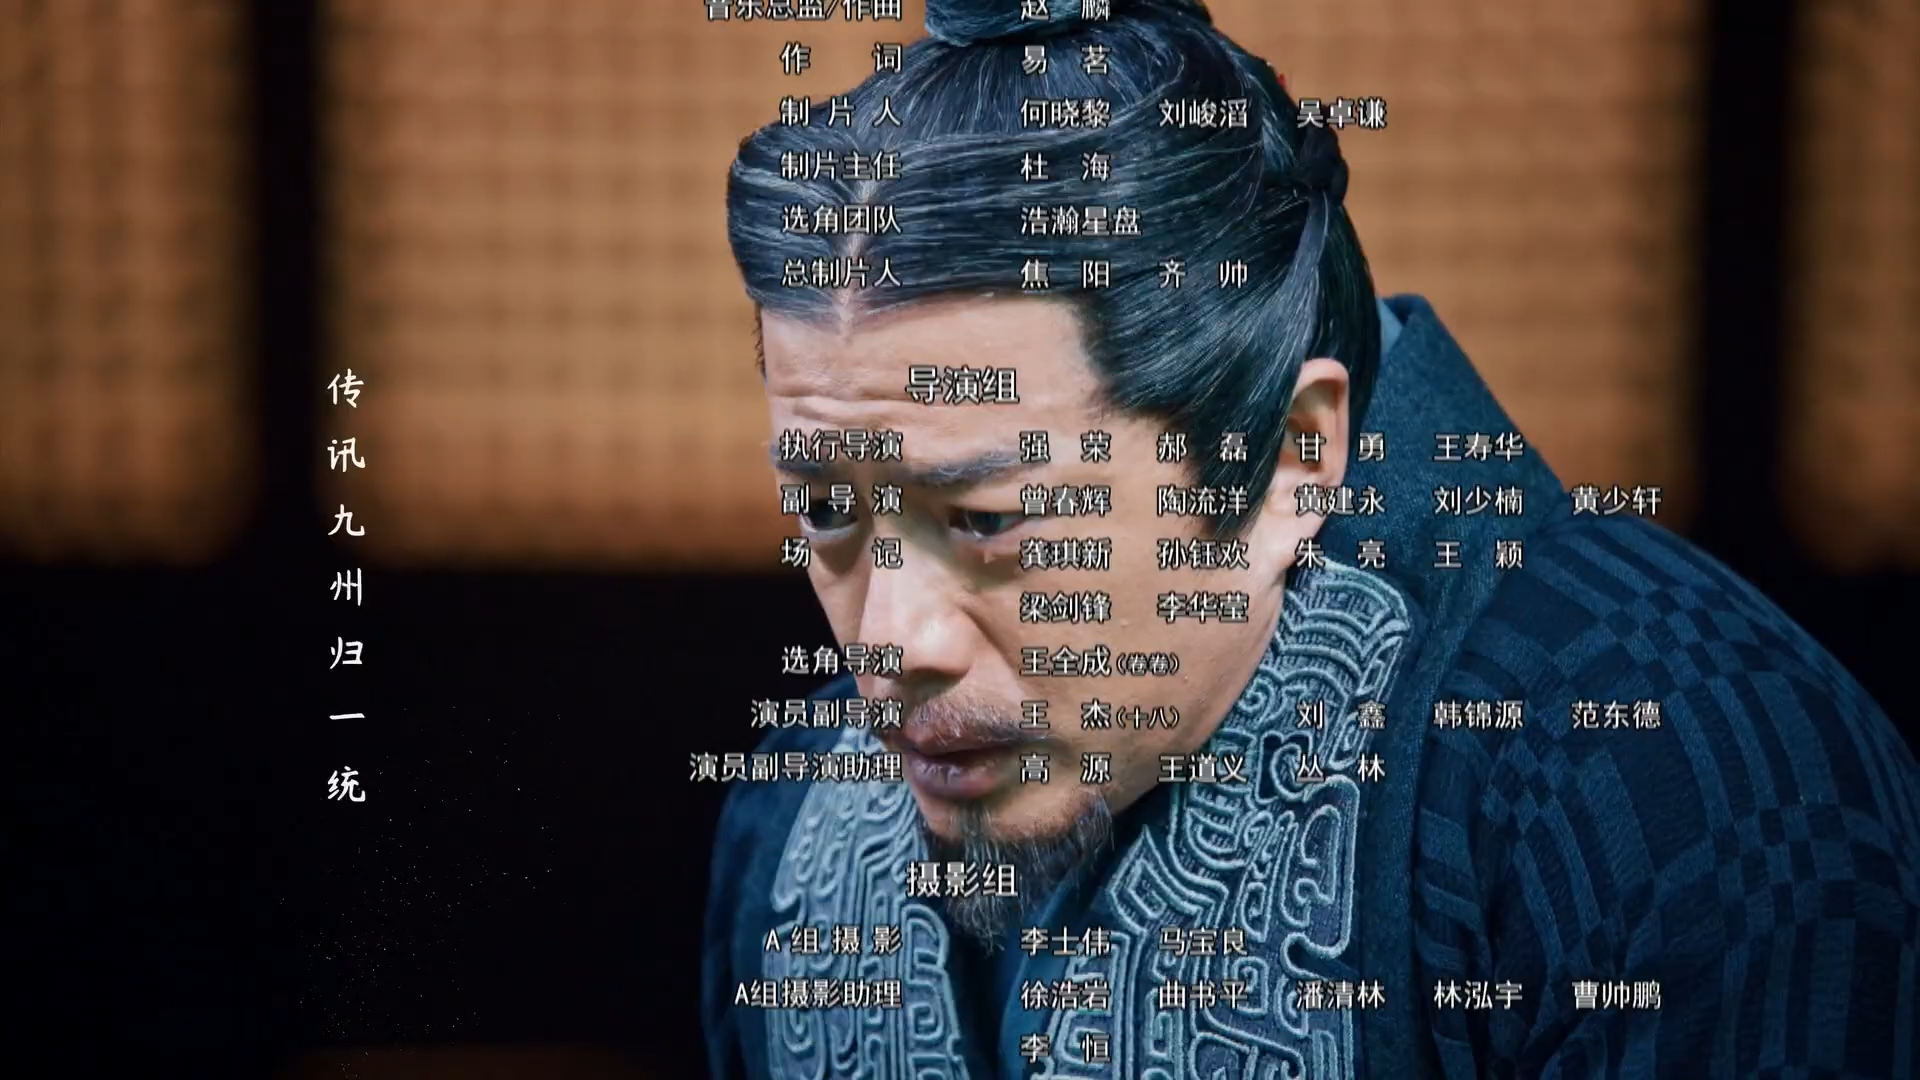 音乐总监/作曲 赵麟
作词 易茗
制片人 何晓黎 刘峻滔 吴卓谦
制片主任 杜海
选角团队 浩瀚星盘
总制片人 焦阳 齐帅
导演组
执行导演 强荣 郝磊 甘勇 王寿华
副导演 曾春辉 陶流洋 黄建永 刘少楠 黄少轩
场记 龚琪新 孙钰欢 朱亮 王颖
梁剑锋 李华莹
选角导演 王全成(卷卷)
演员副导演 王杰(十八) 刘鑫 韩锦源 范东德
演员副导演助理 高源 王道义 丛林
摄影组
A组摄影 李士伟 马宝良
A组摄影助理 徐浩岩 曲书平 潘清林 林泓宇 曹帅鹏
李恒
传讯九州归一统